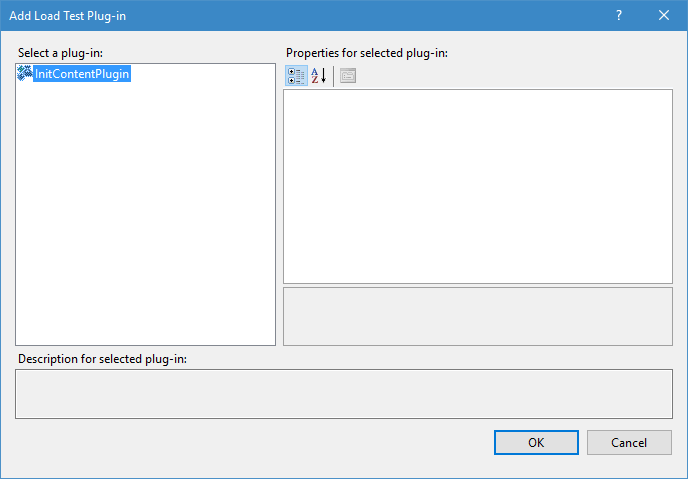 Add Load Test Plug-in
?
Select a plug-in:
InitContentPlugin
Properties for selected plug-in:
A
Z
Description for selected plug-in:
OK
Cancel